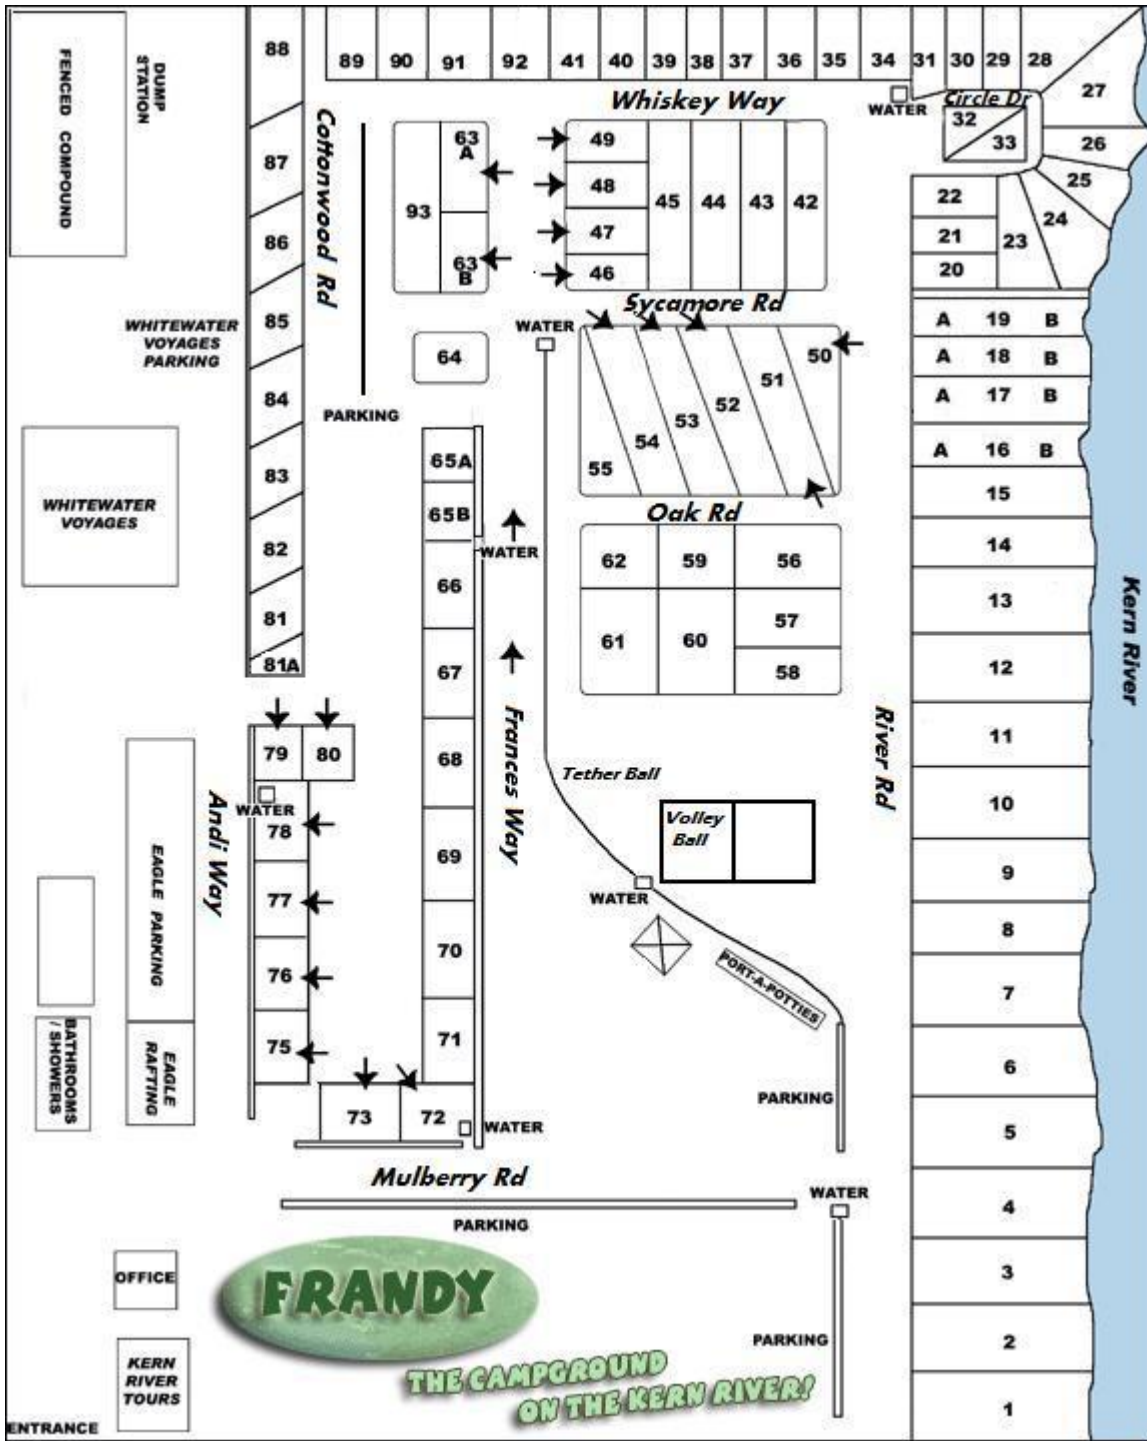 88
89
90
91
92
41
40
39
38
37
36
35
34
31
30
29
28
27
FENCED COMPOUND
DUMP
STATION
Whiskey Way
WATER
Circle Dr
32
33
26
25
24
23
22
21
20
Cottonwood Rd
87
86
85
84
83
82
81
81A
63
A
63
B
93
49
48
47
46
45
44
43
42
Sycamore Rd
WHITEWATER
VOYAGES
PARKING
WATER
64
PARKING
50
51
52
53
54
55
A 19 B
A 18 B
A 17 B
A 16 B
15
14
13
12
11
10
9
8
7
6
5
4
3
2
1
Kern River
WHITEWATER
VOYAGES
65A
65B
WATER
66
67
68
69
70
71
Oak Rd
62
59
56
61
60
57
58
Frances Way
River Rd
79
80
WATER
78
77
76
75
Andi Way
EAGLE PARKING
EAGLE
RAFTING
BATHROOMS
/ SHOWERS
Tether Ball
Volley
Ball
WATER
PORT-A-POTTIES
PARKING
73
72
WATER
Mulberry Rd
PARKING
WATER
OFFICE
FRANDY
THE CAMPGROUND
ON THE KERN RIVER!
PARKING
KERN
RIVER
TOURS
ENTRANCE